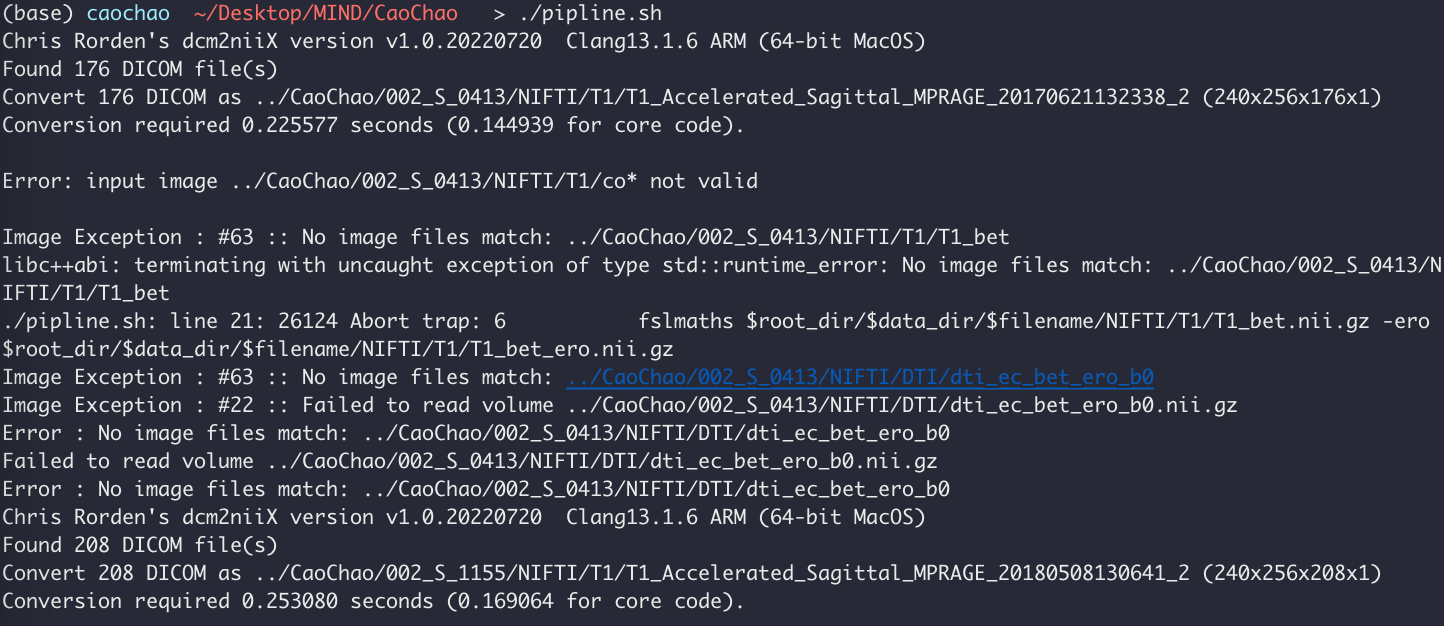 (base) caochao ~/Desktop/MIND/CaoChao > ./pipline.sh
Chris Rorden's dcm2niiX version v1.0.20220720  Clang13.1.6 ARM (64-bit MacOS)
Found 176 DICOM file(s)
Convert 176 DICOM as ../CaoChao/002_S_0413/NIFTI/T1/T1_Accelerated_Sagittal_MPRAGE_20170621132338_2 (240x256x176x1)
Conversion required 0.225577 seconds (0.144939 for core code).
Error: input image ../CaoChao/002_S_0413/NIFTI/T1/co* not valid
Image Exception : #63 :: No image files match: ../CaoChao/002_S_0413/NIFTI/T1/T1_bet
libc++abi: terminating with uncaught exception of type std::runtime_error: No image files match: ../CaoChao/002_S_0413/N
IFTI/T1/T1_bet
./pipline.sh: line 21: 26124 Abort trap: 6           fslmaths $root_dir/$data_dir/$filename/NIFTI/T1/T1_bet.nii.gz -ero
$root_dir/$data_dir/$filename/NIFTI/T1/T1_bet_ero.nii.gz
Image Exception : #63 :: No image files match: ../CaoChao/002_S_0413/NIFTI/DTI/dti_ec_bet_ero_b0
Image Exception : #22 :: Failed to read volume ../CaoChao/002_S_0413/NIFTI/DTI/dti_ec_bet_ero_b0.nii.gz
Error : No image files match: ../CaoChao/002_S_0413/NIFTI/DTI/dti_ec_bet_ero_b0
Failed to read volume ../CaoChao/002_S_0413/NIFTI/DTI/dti_ec_bet_ero_b0.nii.gz
Error : No image files match: ../CaoChao/002_S_0413/NIFTI/DTI/dti_ec_bet_ero_b0
Chris Rorden's dcm2niiX version v1.0.20220720  Clang13.1.6 ARM (64-bit MacOS)
Found 208 DICOM file(s)
Convert 208 DICOM as ../CaoChao/002_S_1155/NIFTI/T1/T1_Accelerated_Sagittal_MPRAGE_20180508130641_2 (240x256x208x1)
Conversion required 0.253080 seconds (0.169064 for core code).